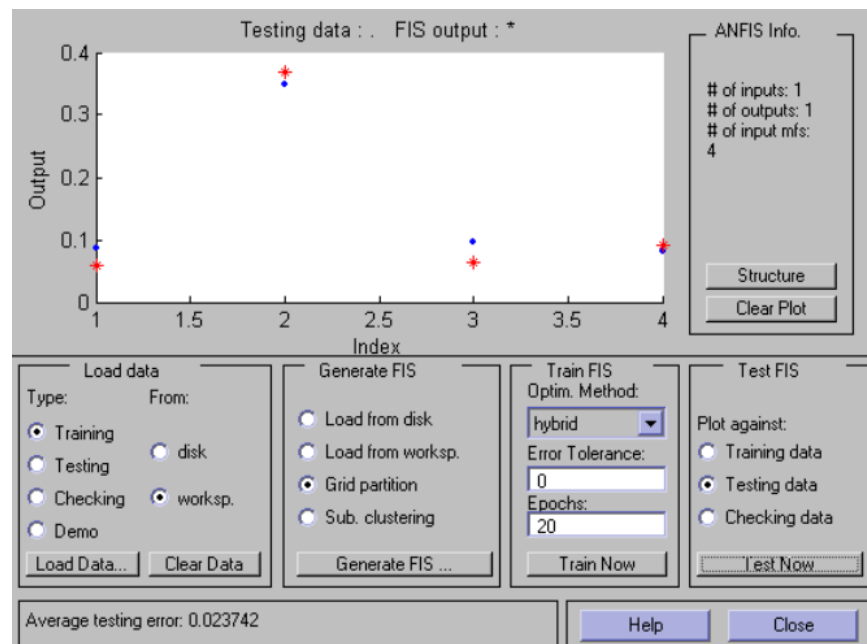 Testing data : .   FIS output : *
Output
0.4
0.3
0.2
0.1
0
1
1.5
2
2.5
3
3.5
4
Index
ANFIS Info.
# of inputs: 1
# of outputs: 1
# of input mfs:
4
Structure
Clear Plot
Load data
Type:
From:
Training
Testing
Checking
Demo
disk
worksp.
Load Data...
Clear Data
Generate FIS
Load from disk
Load from worksp.
Grid partition
Sub. clustering
Generate FIS ...
Train FIS
Optim. Method:
hybrid
Error Tolerance:
0
Epochs:
20
Train Now
Test FIS
Plot against:
Training data
Testing data
Checking data
Test Now
Average testing error: 0.023742
Help
Close